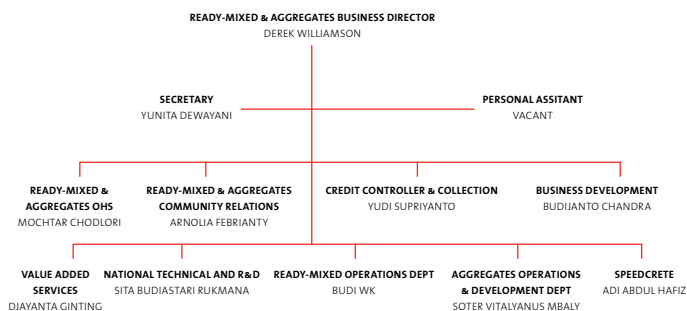 READY-MIXED & AGGREGATES BUSINESS DIRECTOR
DEREK WILLIAMSON
SECRETARY
YUNITA DEWAYANI
PERSONAL ASSITANT
VACANT
READY-MIXED &
AGGREGATES OHS
MOCHTAR CHODLORI
READY-MIXED & AGGREGATES
COMMUNITY RELATIONS
ARNOLIA FEBRIANTY
CREDIT CONTROLLER & COLLECTION
YUDI SUPRIYANTO
BUSINESS DEVELOPMENT
BUDIJANTO CHANDRA
VALUE ADDED
SERVICES
DJAYANTA GINTING
NATIONAL TECHNICAL AND R&D
SITA BUDIASTARI RUKMANA
READY-MIXED OPERATIONS DEPT
BUDI WK
AGGREGATES OPERATIONS
& DEVELOPMENT DEPT
SOTER VITALYANUS MBALY
SPEEDCRETE
ADI ABDUL HAFIZ